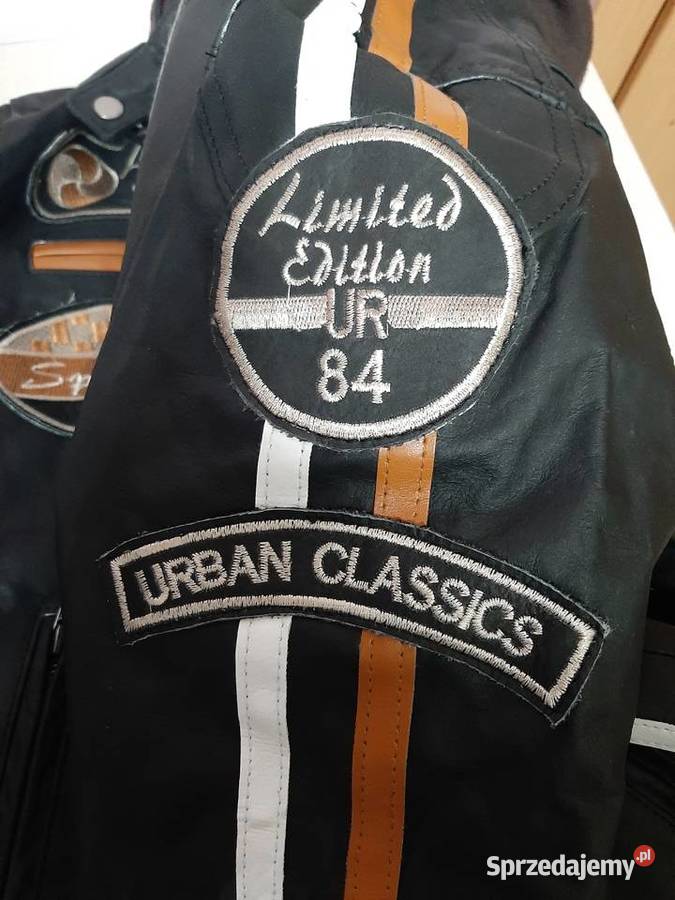 Limited
Edition
UR
84
URBAN CLASSICS
Sprzedajemy.pl